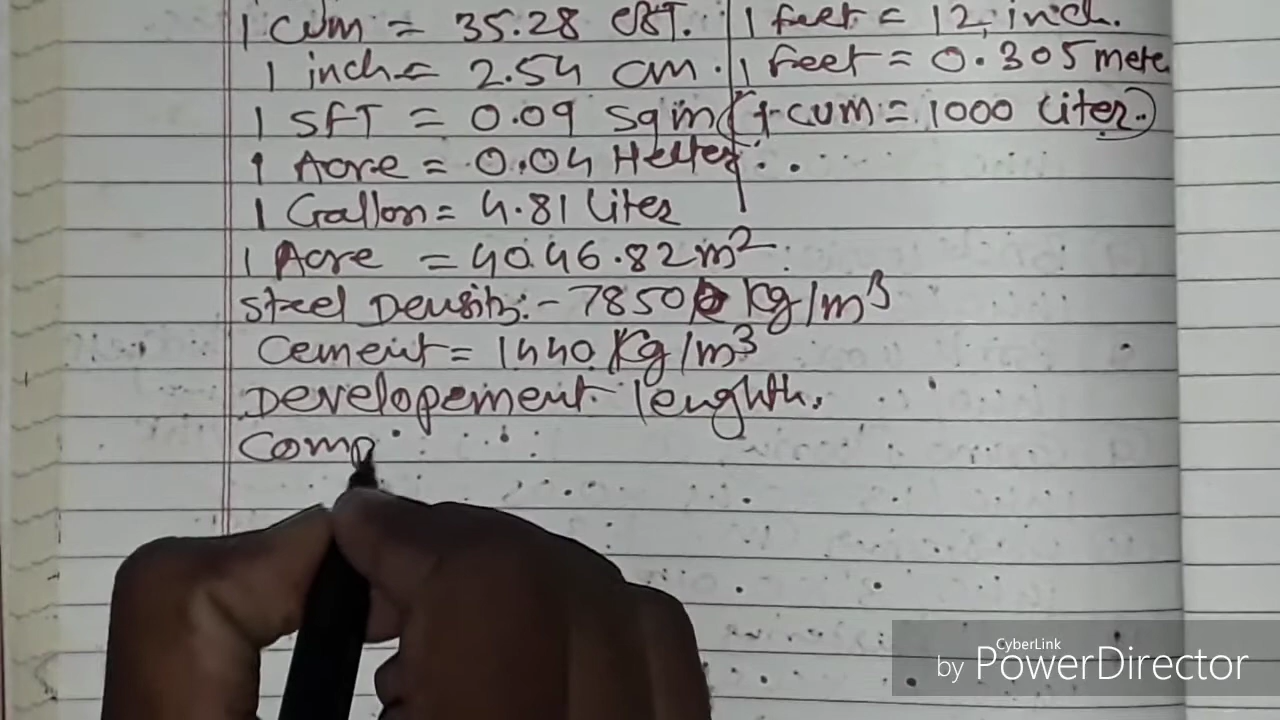 1 cum = 35.28 CBT. 1 feet = 12 inch.
1 inch = 2.54 cm. 1 feet = 0.305 mete
1 SFT = 0.09 sqm (1 cum = 1000 Liter.)
1 Acre = 0.04 Hecter
1 Gallon = 4.81 Liter
1 Acre = 4046.82 m²
Steel Density:- 7850 kg/m³
Cement = 1440 Kg/m³
Developement lenghth.
Comp
CyberLink
by PowerDirector